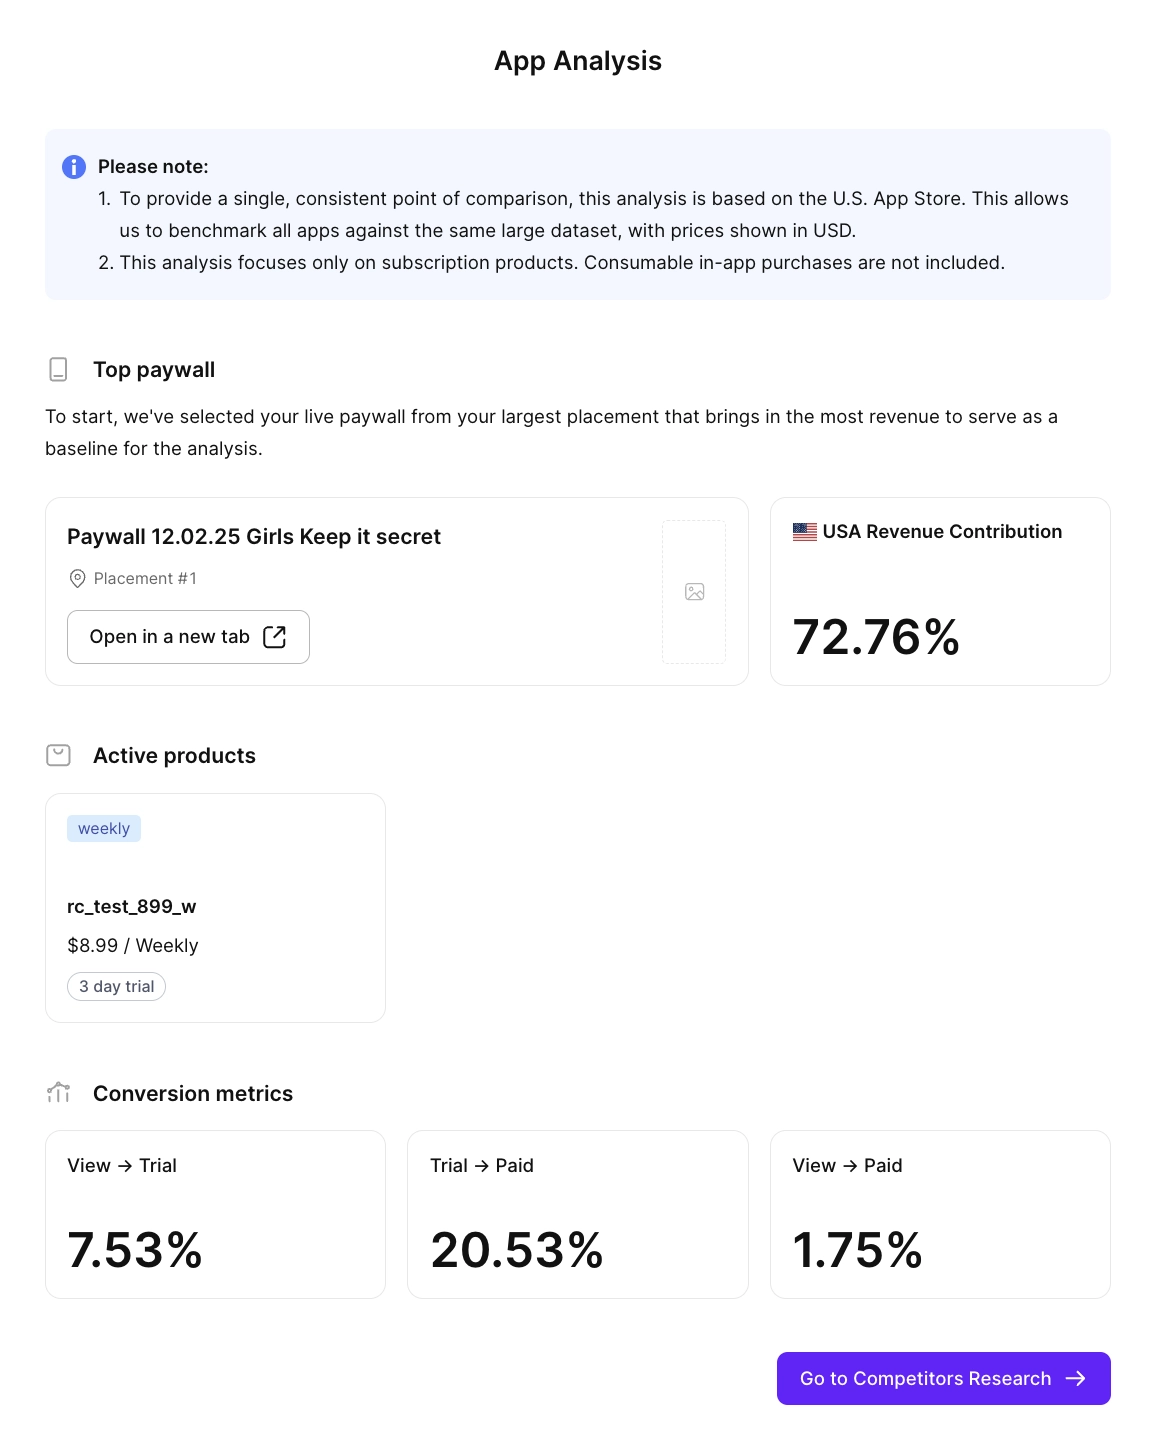 App Analysis
Please note:
1. To provide a single, consistent point of comparison, this analysis is based on the U.S. App Store. This allows
us to benchmark all apps against the same large dataset, with prices shown in USD.
2. This analysis focuses only on subscription products. Consumable in-app purchases are not included.
Top paywall
To start, we've selected your live paywall from your largest placement that brings in the most revenue to serve as a
baseline for the analysis.
Paywall 12.02.25 Girls Keep it secret
Placement #1
Open in a new tab
USA Revenue Contribution
72.76%
Active products
weekly
rc_test_899_w
$8.99 / Weekly
3 day trial
Conversion metrics
View → Trial
7.53%
Trial → Paid
20.53%
View → Paid
1.75%
Go to Competitors Research →